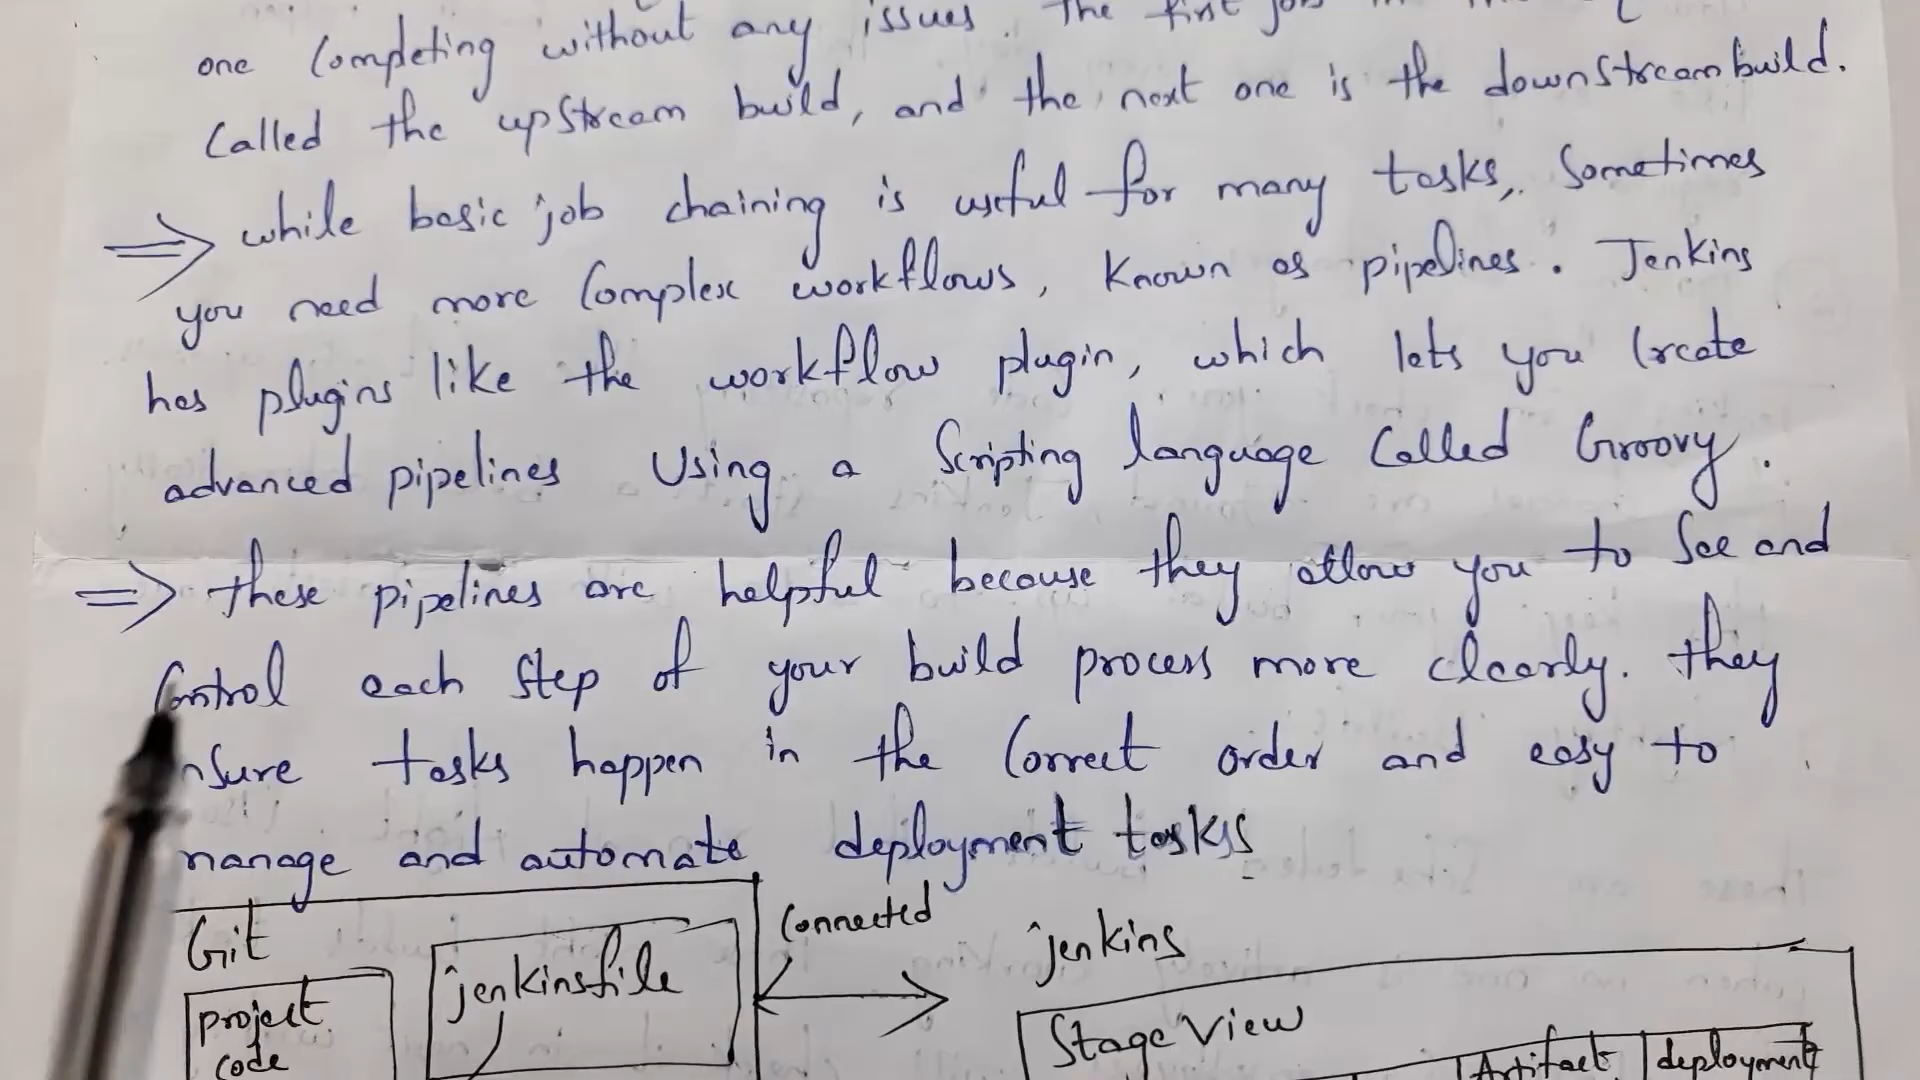 one Competing without any issues. The first job
Called the upstream build, and the next one is the downstream build.
⇒ while basic job chaining is useful for many tasks, Sometimes
you need more Complex workflows, Known as pipelines. Jenkins
has plugins like the workflow plugin, which lets you Create
advanced pipelines Using a Scripting language Called Groovy.
⇒ these pipelines are helpful because they allow you to See and
Control each Step of your build process more clearly. they
nsure tasks happen in the Correct order and easy to
manage and automate deployment taskss
Git
jenkinsfile
project
code
Connected
jenkins
Stage View
Artifact
deployment